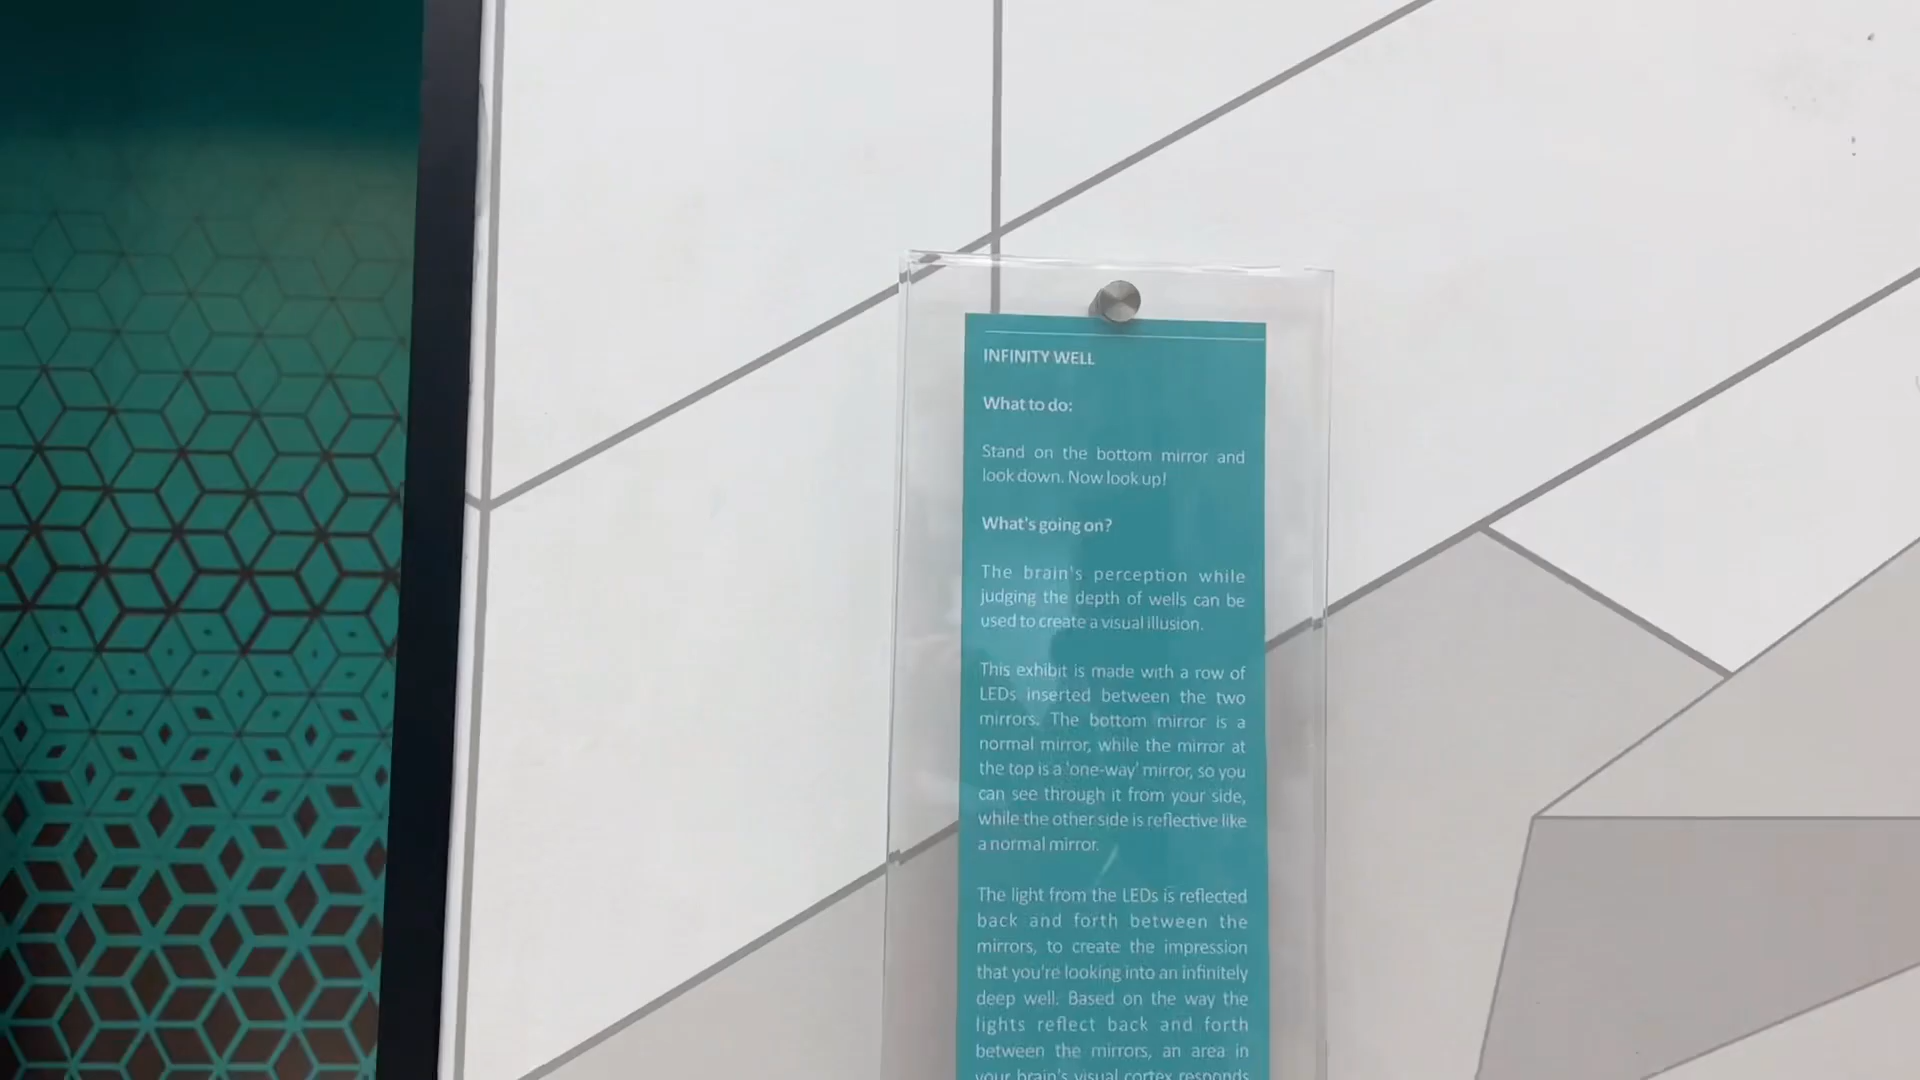 INFINITY WELL
What to do:
Stand on the bottom mirror and
look down. Now look up!
What's going on?
The brain's perception while
judging the depth of wells can be
used to create a visual illusion.
This exhibit is made with a row of
LEDs inserted between the two
mirrors. The bottom mirror is a
normal mirror, while the mirror at
the top is a 'one-way' mirror, so you
can see through it from your side,
while the other side is reflective like
a normal mirror.
The light from the LEDs is reflected
back and forth between the
mirrors, to create the impression
that you're looking into an infinitely
deep well. Based on the way the
lights reflect back and forth
between the mirrors, an area in
your brain's visual cortex responds